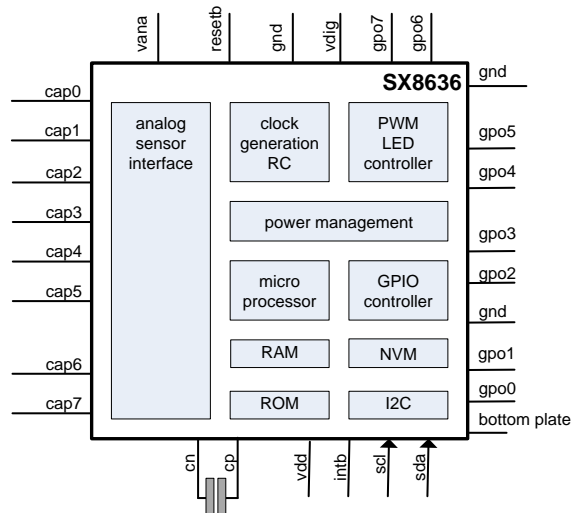 vana
resetb
gnd
vdig
gpo7
gpo6
SX8636
cap0
cap1
cap2
cap3
cap4
cap5
cap6
cap7
analog
sensor
interface
clock
generation
RC
PWM
LED
controller
power management
micro
processor
GPIO
controller
RAM
NVM
ROM
I2C
gnd
gpo5
gpo4
gpo3
gpo2
gnd
gpo1
gpo0
bottom plate
cn
cp
vdd
intb
scl
sda